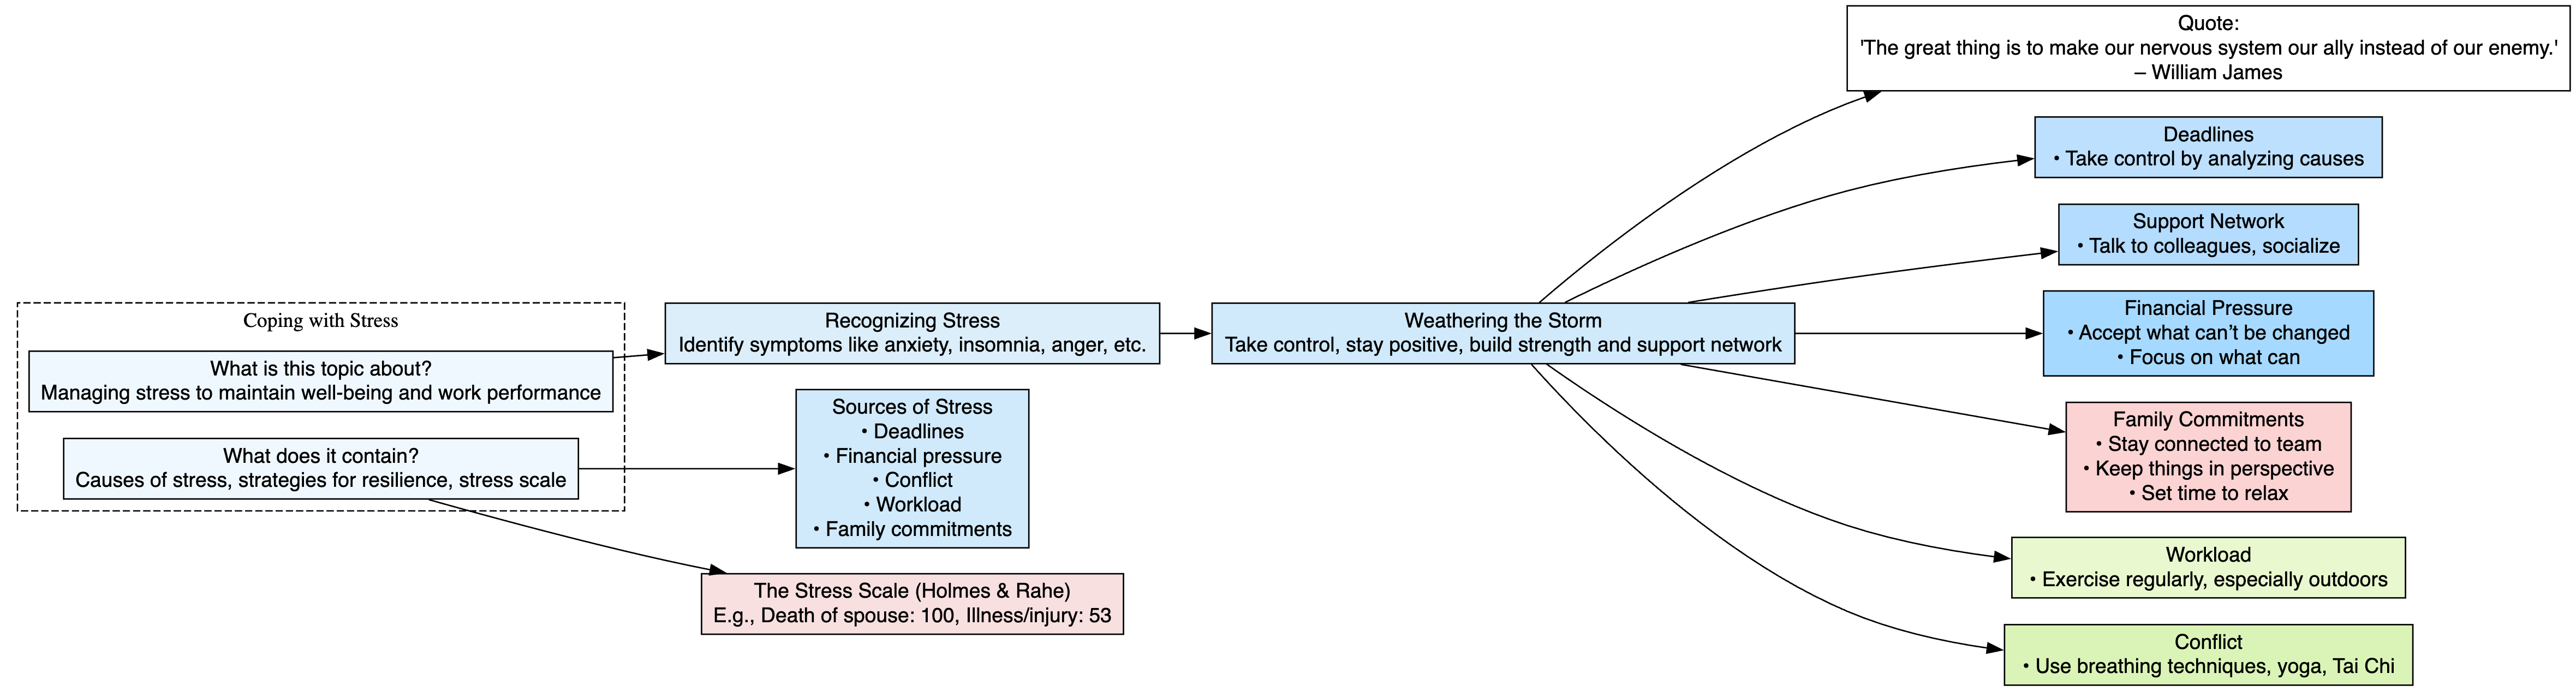 Coping with Stress
What is this topic about?
Managing stress to maintain well-being and work performance
What does it contain?
Causes of stress, strategies for resilience, stress scale
Recognizing Stress
Identify symptoms like anxiety, insomnia, anger, etc.
Sources of Stress
• Deadlines
• Financial pressure
• Conflict
• Workload
• Family commitments
The Stress Scale (Holmes & Rahe)
E.g., Death of spouse: 100, Illness/injury: 53
Weathering the Storm
Take control, stay positive, build strength and support network
Quote:
'The great thing is to make our nervous system our ally instead of our enemy.'
– William James
Deadlines
• Take control by analyzing causes
Support Network
• Talk to colleagues, socialize
Financial Pressure
• Accept what can’t be changed
• Focus on what can
Family Commitments
• Stay connected to team
• Keep things in perspective
• Set time to relax
Workload
• Exercise regularly, especially outdoors
Conflict
• Use breathing techniques, yoga, Tai Chi